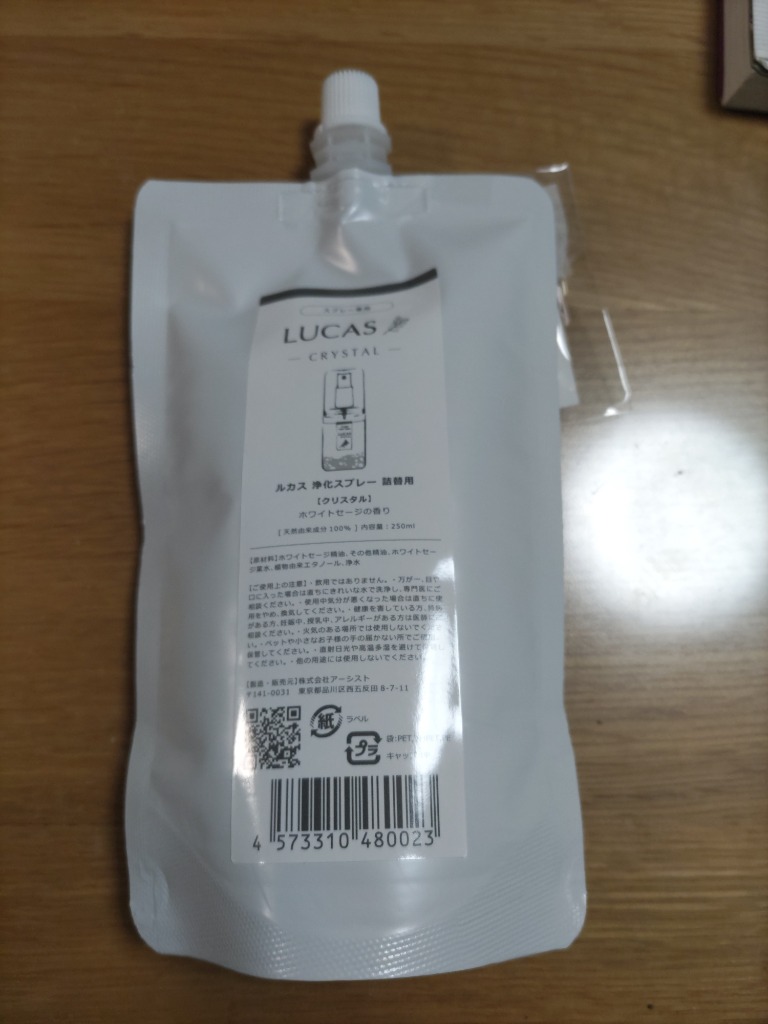 スプレー専用
LUCAS
— CRYSTAL —
ルカス 浄化スプレー 詰替用
【クリスタル】
ホワイトセージの香り
[ 天然由来成分100% ] 内容量：250ml
【原材料】ホワイトセージ精油、その他精油、ホワイトセー
ジ葉水、植物由来エタノール、浄水
【ご使用上の注意】・飲用ではありません。・万が一、目や
口に入った場合は直ちにきれいな水で洗浄し、専門医にご
相談ください。・使用中気分が悪くなった場合は直ちに使
用をやめ、換気してください。・健康を害している方、
がある方、妊娠中、授乳中、アレルギーがある方は医師に
相談ください。・火気のある場所では使用しないでくだ
い。・ペットや小さなお子様の手の届かない所で
保管してください。・直射日光や高温多湿を避けて
てください。・他の用途には使用しないでください。
【製造・販売元】株式会社アーシスト
〒141-0031 東京都品川区西五反田 8-7-11
紙 ラベル
プラ 袋:PET,
キャップ
4 573310 480023